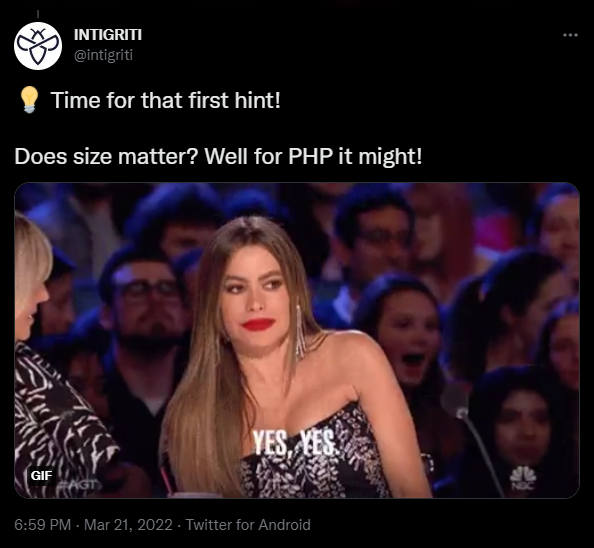 INTIGRITI
@intigriti
💡 Time for that first hint!
Does size matter? Well for PHP it might!
YES, YES.
GIF
#AGT
NBC
6:59 PM · Mar 21, 2022 · Twitter for Android